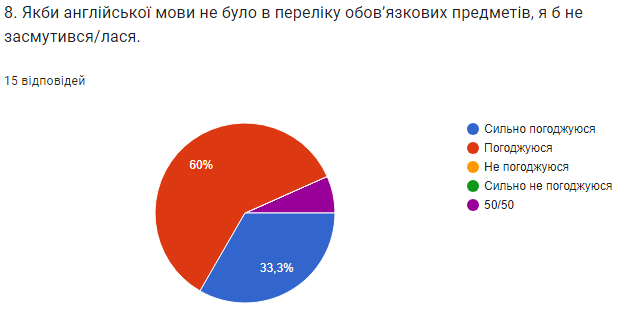 8. Якби англійської мови не було в переліку обов’язкових предметів, я б не
засмутився/лася.
15 відповідей
Сильно погоджуюся
Погоджуюся
Не погоджуюся
Сильно не погоджуюся
50/50
60%
33,3%